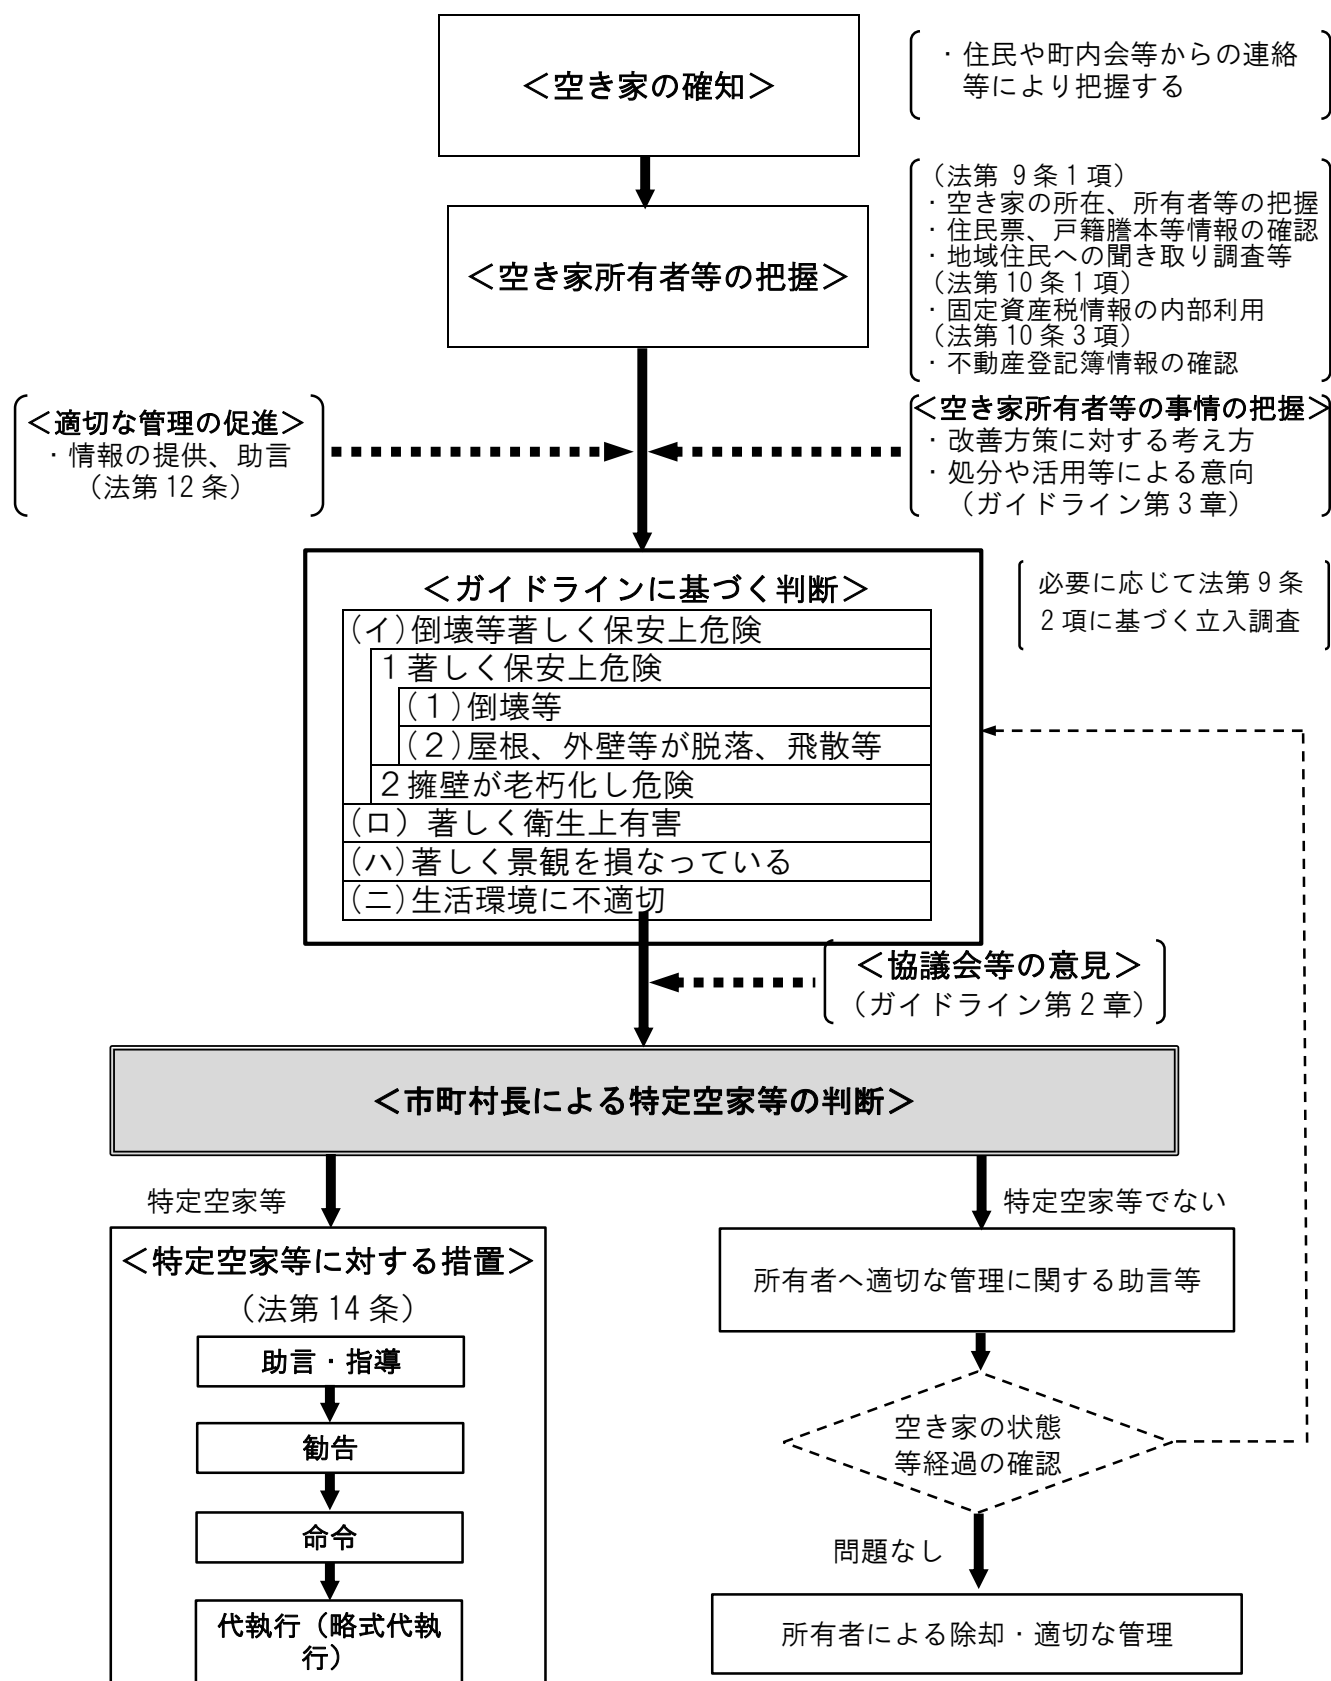 ＜空き家の確知＞
・住民や町内会等からの連絡
等により把握する
＜空き家所有者等の把握＞
（法第 9条1項）
・空き家の所在、所有者等の把握
・住民票、戸籍謄本等情報の確認
・地域住民への聞き取り調査等
（法第10条1項）
・固定資産税情報の内部利用
（法第10条3項）
・不動産登記簿情報の確認
＜適切な管理の促進＞
・情報の提供、助言
（法第12条）
＜空き家所有者等の事情の把握＞
・改善方策に対する考え方
・処分や活用等による意向
（ガイドライン第3章）
＜ガイドラインに基づく判断＞
(イ)倒壊等著しく保安上危険
1著しく保安上危険
(1)倒壊等
(2)屋根、外壁等が脱落、飛散等
2擁壁が老朽化し危険
(ロ）著しく衛生上有害
(ハ)著しく景観を損なっている
(ニ)生活環境に不適切
必要に応じて法第9条
2項に基づく立入調査
＜協議会等の意見＞
（ガイドライン第2章）
＜市町村長による特定空家等の判断＞
特定空家等
特定空家等でない
＜特定空家等に対する措置＞
（法第14条）
助言・指導
勧告
命令
代執行（略式代執
行）
所有者へ適切な管理に関する助言等
空き家の状態
等経過の確認
問題なし
所有者による除却・適切な管理